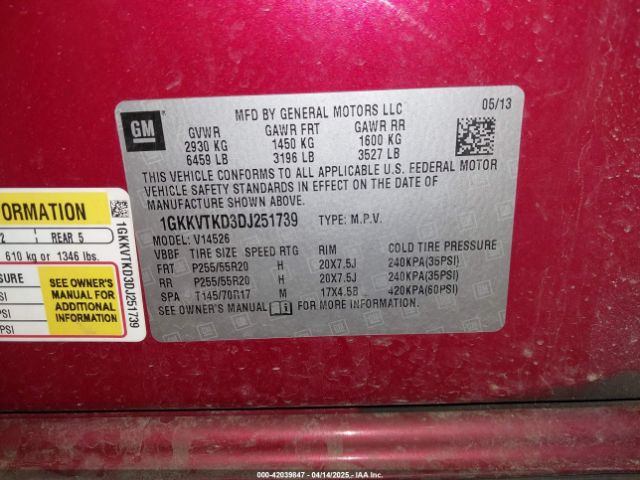 GM
MFD BY GENERAL MOTORS LLC 05/13
GVWR GAWR FRT GAWR RR
2930 KG 1450 KG 1600 KG
6459 LB 3196 LB 3527 LB
THIS VEHICLE CONFORMS TO ALL APPLICABLE U.S. FEDERAL MOTOR
VEHICLE SAFETY STANDARDS IN EFFECT ON THE DATE OF
MANUFACTURE SHOWN ABOVE.
1GKKVTKD3DJ251739 TYPE: M.P.V.
MODEL: V14526
VBBF TIRE SIZE SPEED RTG RIM COLD TIRE PRESSURE
FRT P255/55R20 H 20X7.5J 240KPA(35PSI)
RR P255/55R20 H 20X7.5J 240KPA(35PSI)
SPA T145/70R17 M 17X4.5B 420KPA(60PSI)
SEE OWNER'S MANUAL FOR MORE INFORMATION.
FORMATION
2 REAR 5
610 kg or 1346 lbs.
SSURE
PSI
PSI
SEE OWNER'S
MANUAL FOR
ADDITIONAL
INFORMATION
1GKKVTKD3DJ251739
000-42039847 - 04/14/2025 - IAA Inc.